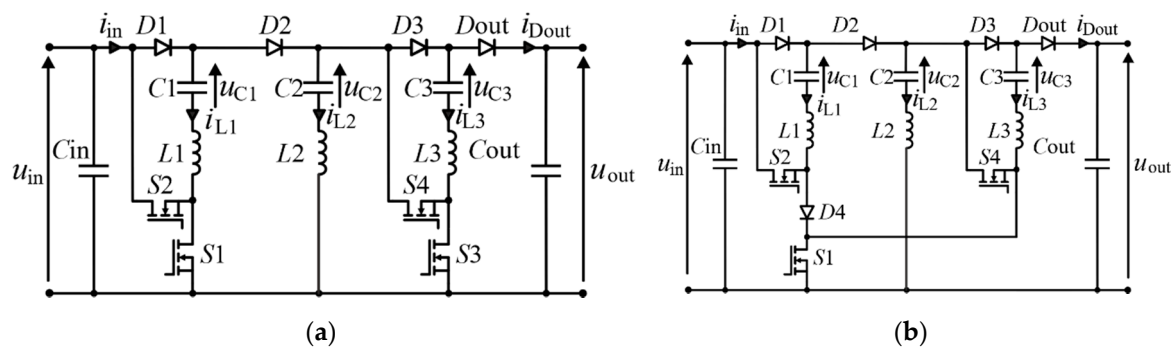 iin D1 D2 D3 Dout iDout
C1 uC1 C2 uC2 C3 uC3
iL1 iL2 iL3
uin Cin L1 L2 L3 Cout uout
S2 S4
S1 S3
(a)
iin D1 D2 D3 Dout iDout
C1 uC1 C2 uC2 C3 uC3
iL1 iL2 iL3
uin Cin L1 L2 L3 Cout uout
S2 S4
D4
S1
(b)